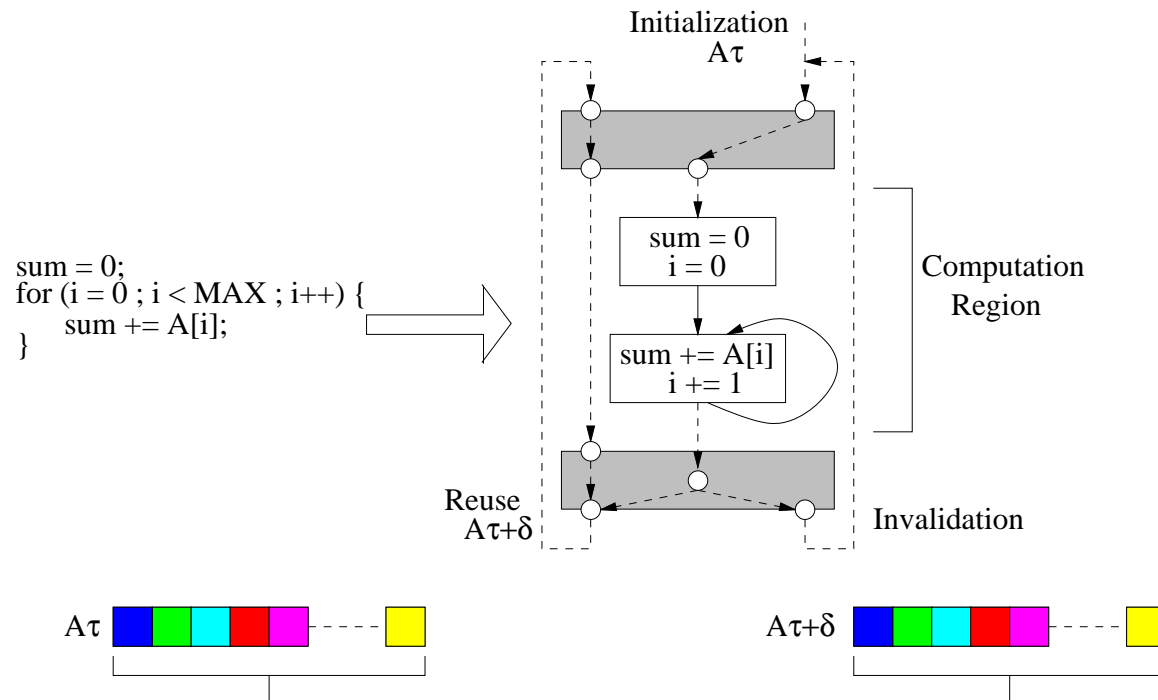 Initialization
Aτ
sum = 0;
for (i = 0 ; i < MAX ; i++) {
sum += A[i];
}
sum = 0
i = 0
Computation
Region
sum += A[i]
i += 1
Reuse
Aτ+δ
Invalidation
Aτ
Aτ+δ